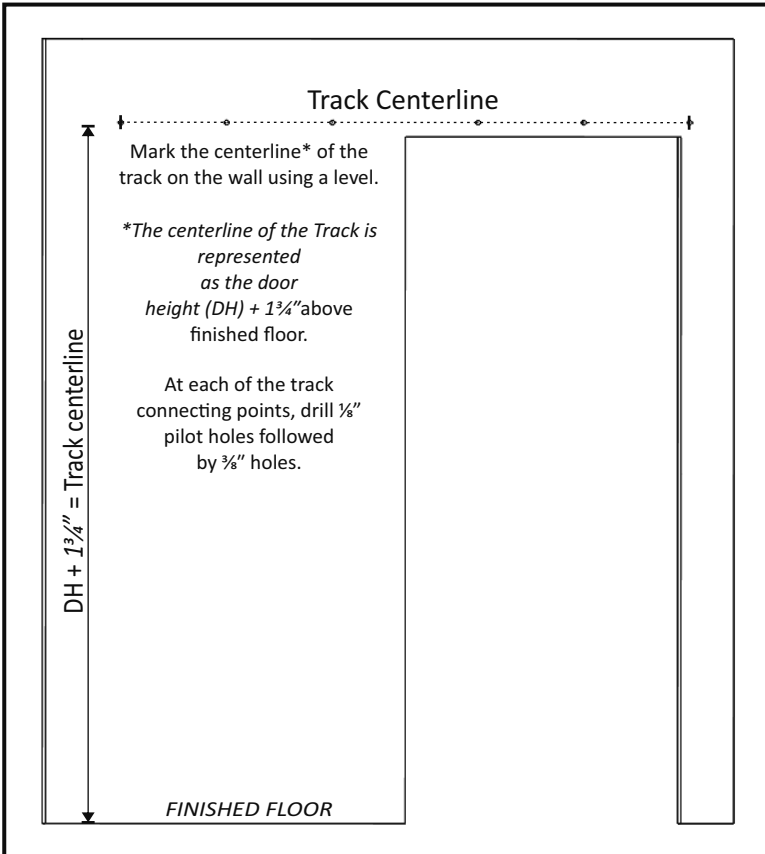 Track Centerline
Mark the centerline* of the
track on the wall using a level.
*The centerline of the Track is
represented
as the door
height (DH) + 1¾″above
finished floor.
At each of the track
connecting points, drill ⅛″
pilot holes followed
by ⅜″ holes.
DH + 1¾″ = Track centerline
FINISHED FLOOR